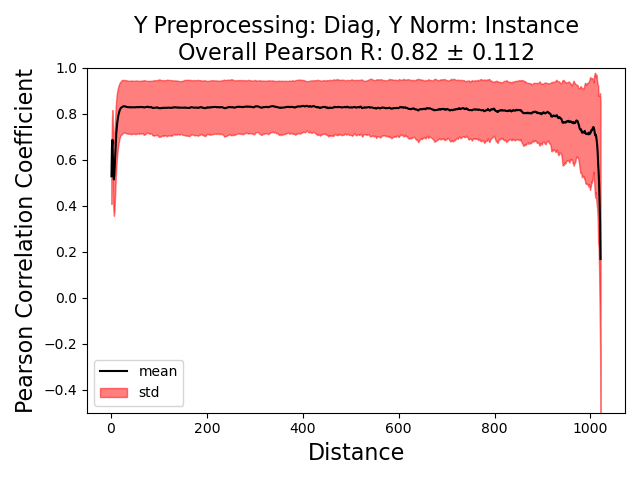 Y Preprocessing: Diag, Y Norm: Instance
Overall Pearson R: 0.82 ± 0.112
Pearson Correlation Coefficient
1.0
0.8
0.6
0.4
0.2
0.0
−0.2
−0.4
mean
std
0 200 400 600 800 1000
Distance